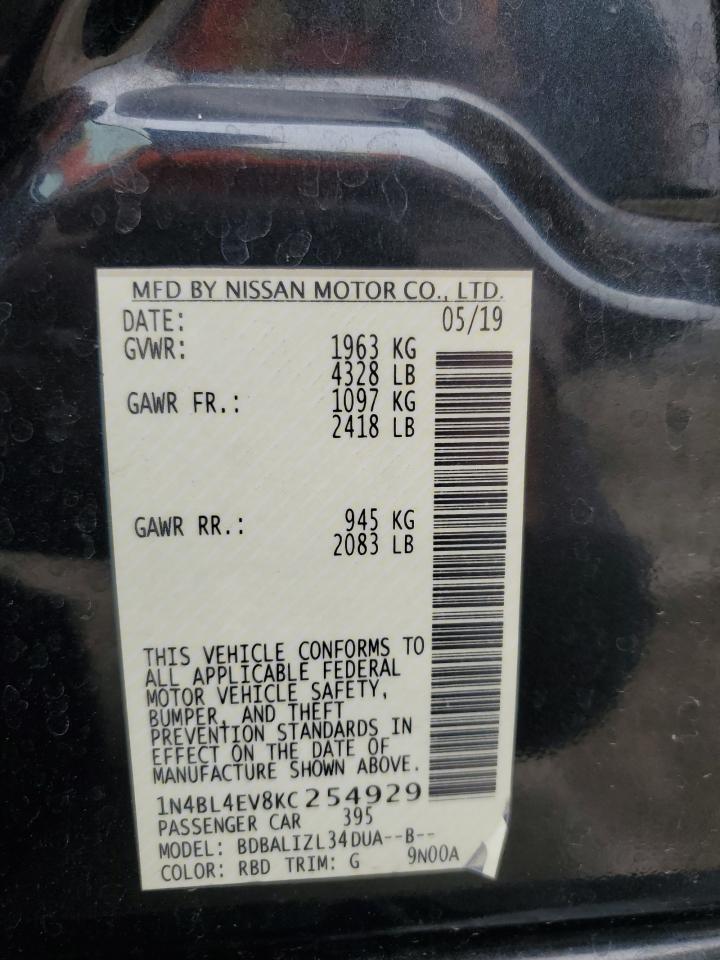 MFD BY NISSAN MOTOR CO., LTD.
DATE: 05/19
GVWR: 1963 KG
4328 LB
GAWR FR.: 1097 KG
2418 LB
GAWR RR.: 945 KG
2083 LB
THIS VEHICLE CONFORMS TO
ALL APPLICABLE FEDERAL
MOTOR VEHICLE SAFETY,
BUMPER, AND THEFT
PREVENTION STANDARDS IN
EFFECT ON THE DATE OF
MANUFACTURE SHOWN ABOVE.
1N4BL4EV8KC254929
PASSENGER CAR 395
MODEL: BDBALIZL34DUA--B--
COLOR: RBD TRIM: G 9N00A